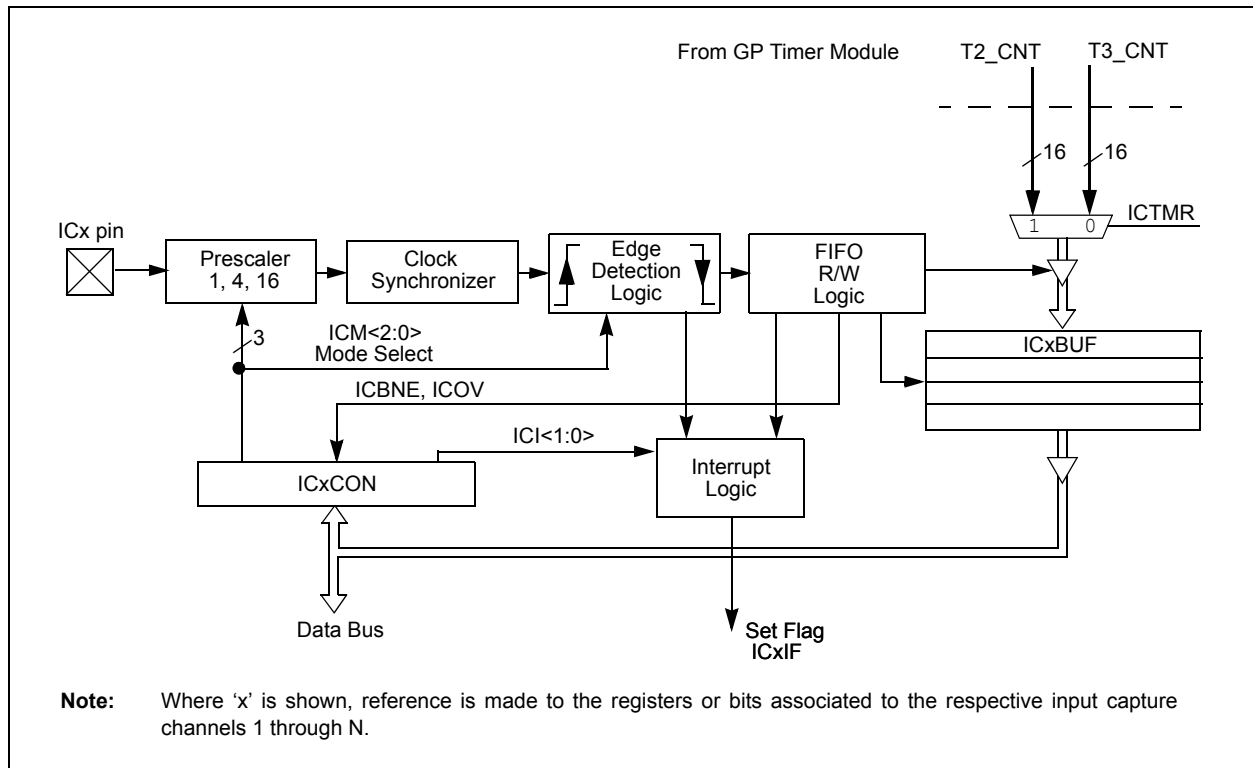 From GP Timer Module T2_CNT T3_CNT
16 16
ICx pin
1 0 ICTMR
Prescaler
1, 4, 16
Clock
Synchronizer
Edge
Detection
Logic
FIFO
R/W
Logic
3
ICM<2:0>
Mode Select
ICxBUF
ICBNE, ICOV
ICI<1:0>
ICxCON
Interrupt
Logic
Data Bus
Set Flag
ICxIF
Note: Where ‘x’ is shown, reference is made to the registers or bits associated to the respective input capture
channels 1 through N.